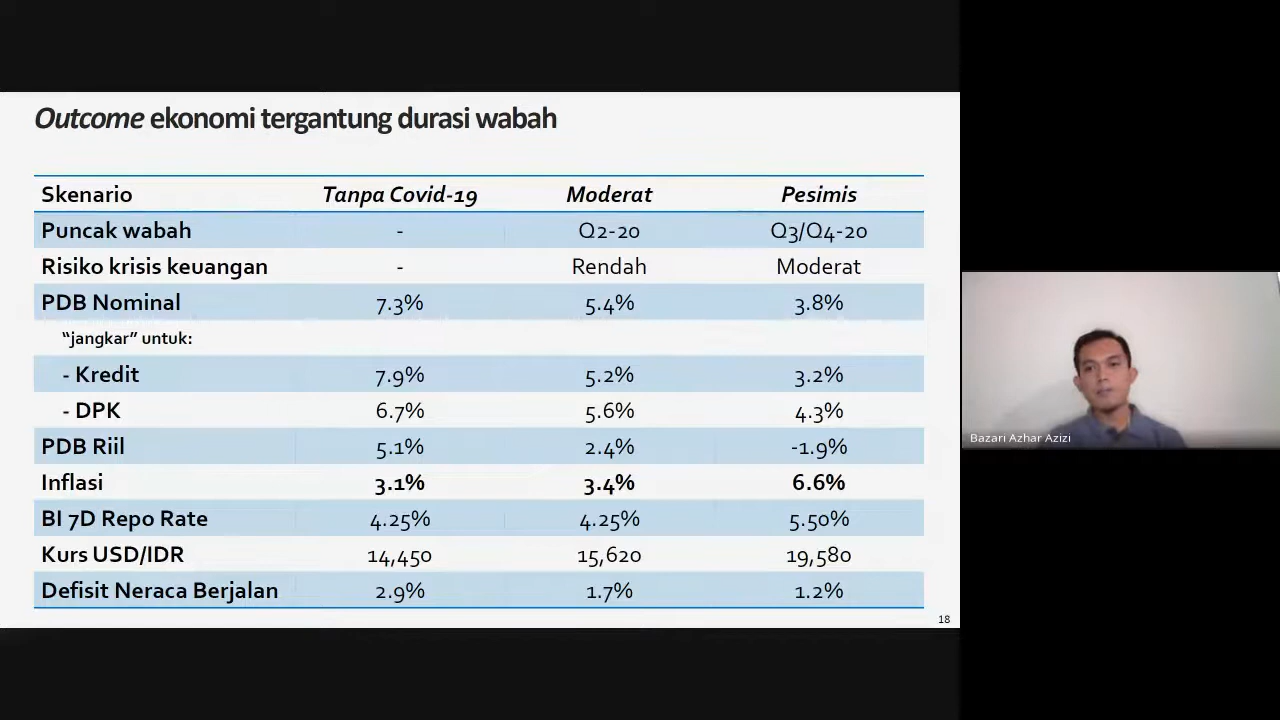 Outcome ekonomi tergantung durasi wabah
Skenario Tanpa Covid-19 Moderat Pesimis
Puncak wabah - Q2-20 Q3/Q4-20
Risiko krisis keuangan - Rendah Moderat
PDB Nominal 7.3% 5.4% 3.8%
“jangkar” untuk:
- Kredit 7.9% 5.2% 3.2%
- DPK 6.7% 5.6% 4.3%
PDB Riil 5.1% 2.4% -1.9%
Inflasi 3.1% 3.4% 6.6%
BI 7D Repo Rate 4.25% 4.25% 5.50%
Kurs USD/IDR 14,450 15,620 19,580
Defisit Neraca Berjalan 2.9% 1.7% 1.2%
18
Bazari Azhar Azizi